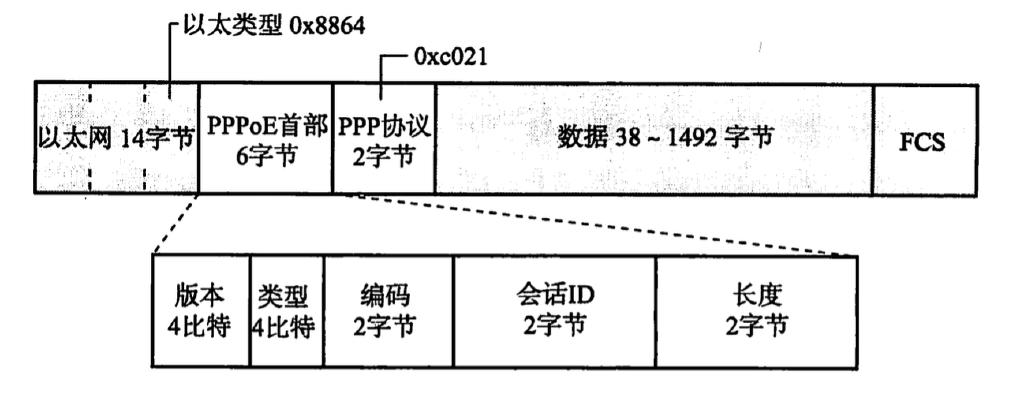 以太类型 0x8864
0xc021
以太网 14字节
PPPoE首部
6字节
PPP协议
2字节
数据 38 ~ 1492 字节
FCS
版本
4比特
类型
4比特
编码
2字节
会话ID
2字节
长度
2字节